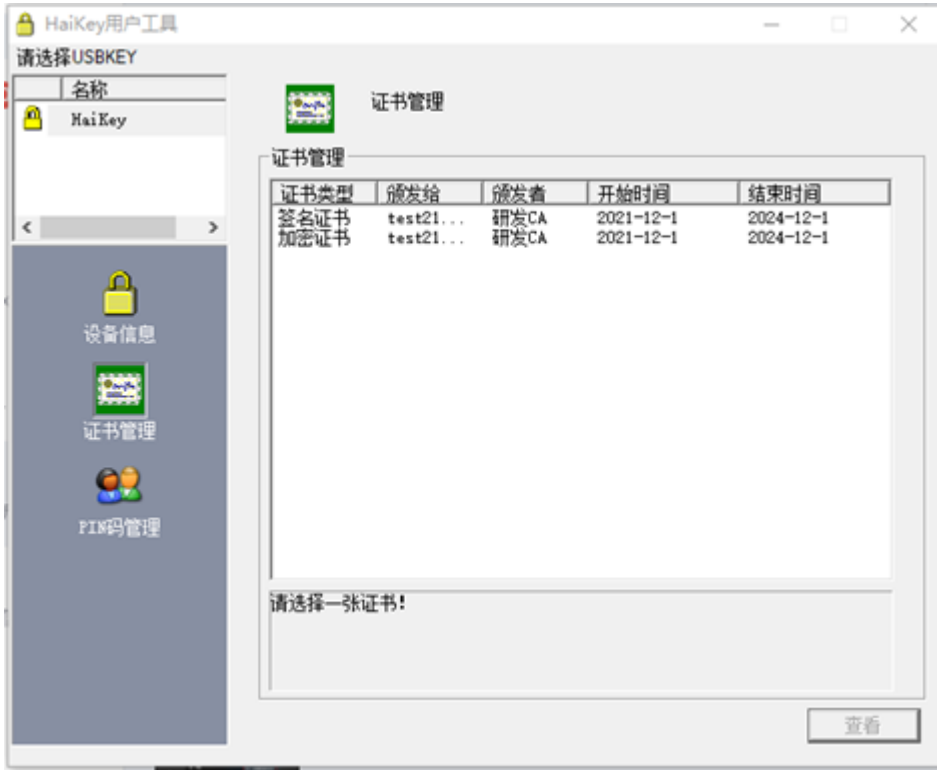 HaiKey用户工具
请选择USBKEY
名称
HaiKey
设备信息
证书管理
PIN码管理
证书管理
证书管理
证书类型 颁发给 颁发者 开始时间 结束时间
签名证书 test21... 研发CA 2021-12-1 2024-12-1
加密证书 test21... 研发CA 2021-12-1 2024-12-1
请选择一张证书!
查看